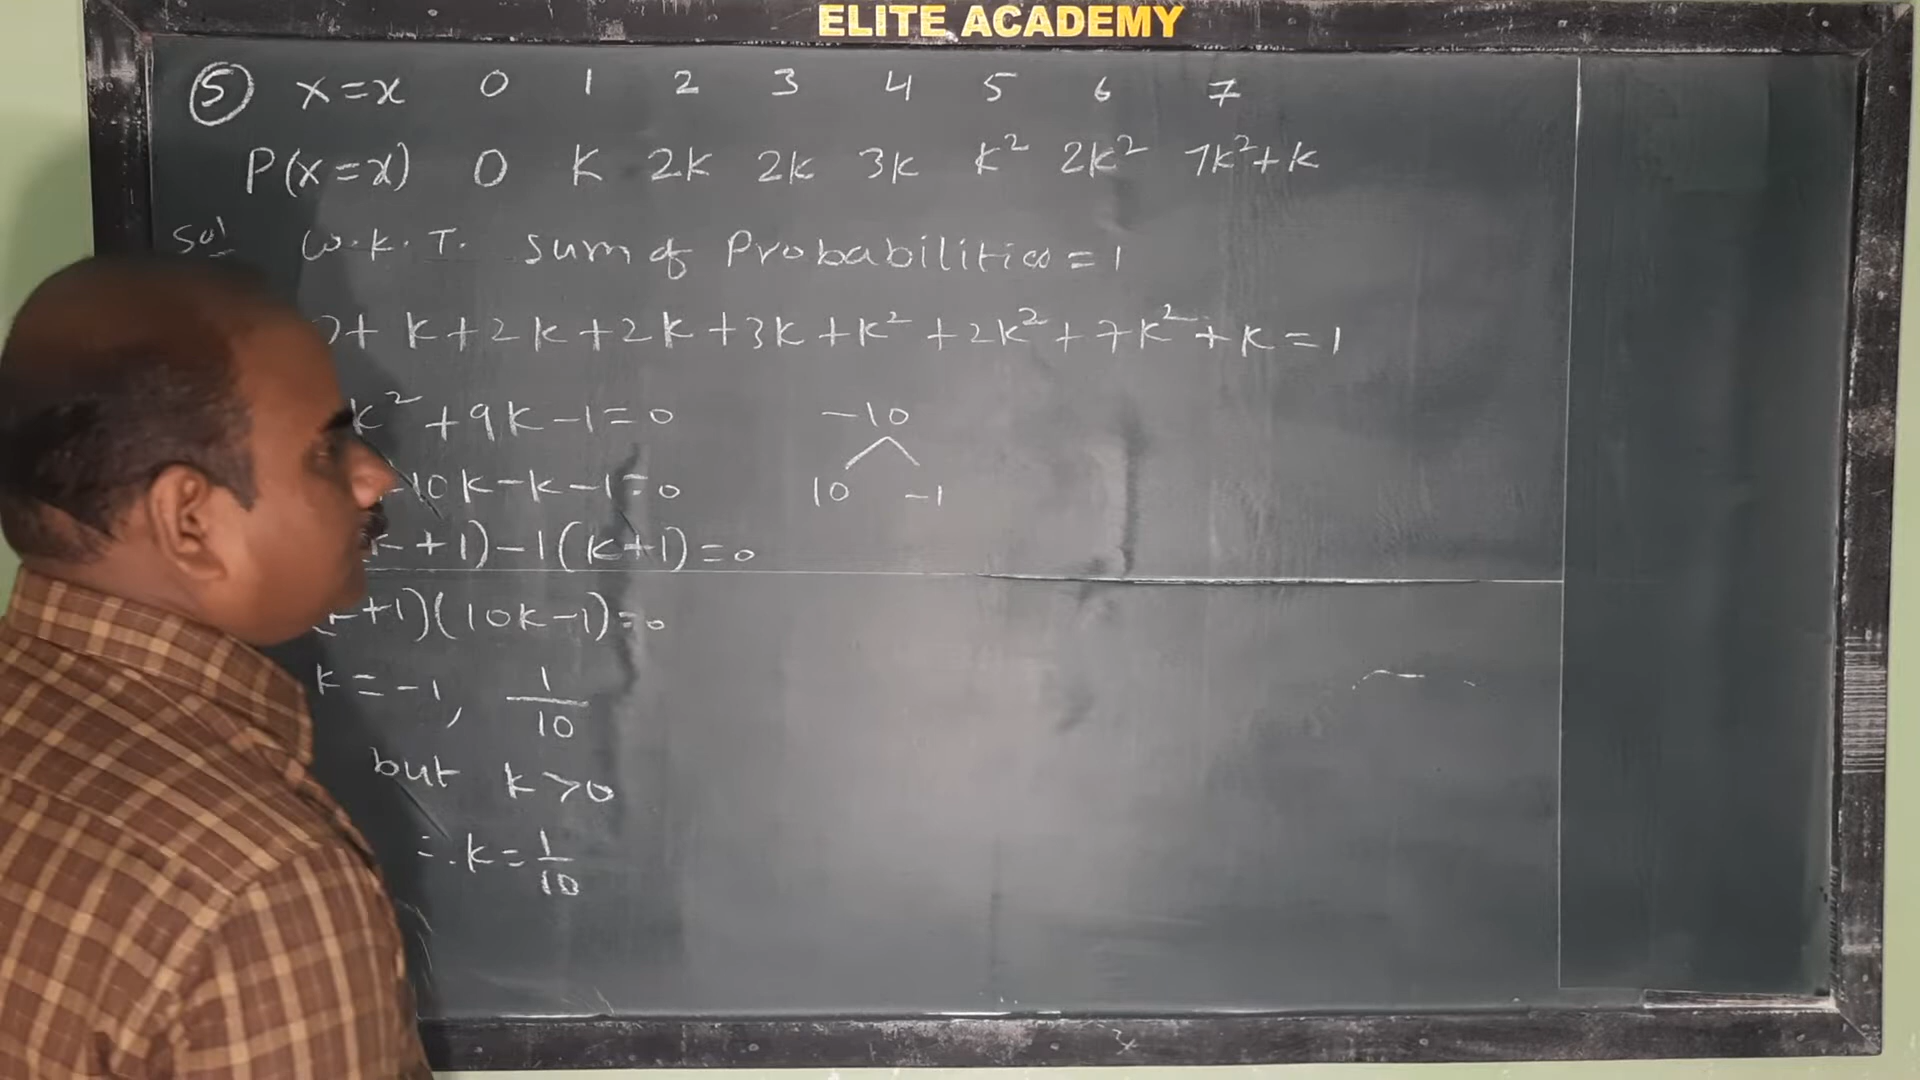 ELITE ACADEMY
⑤ X=x 0 1 2 3 4 5 6 7
P(X=x) 0 K 2K 2K 3K K² 2K² 7K²+K
Sol W.K.T. Sum of Probabilities = 1
+ K+2K+2K+3K+K²+2K²+7K²+K=1
K²+9K-1=0 -10
10K-K-1=0 10 -1
K+1)-1(K+1)=0
+1)(10K-1)=0
K=-1, 1/10
but K>0
∴K=1/10